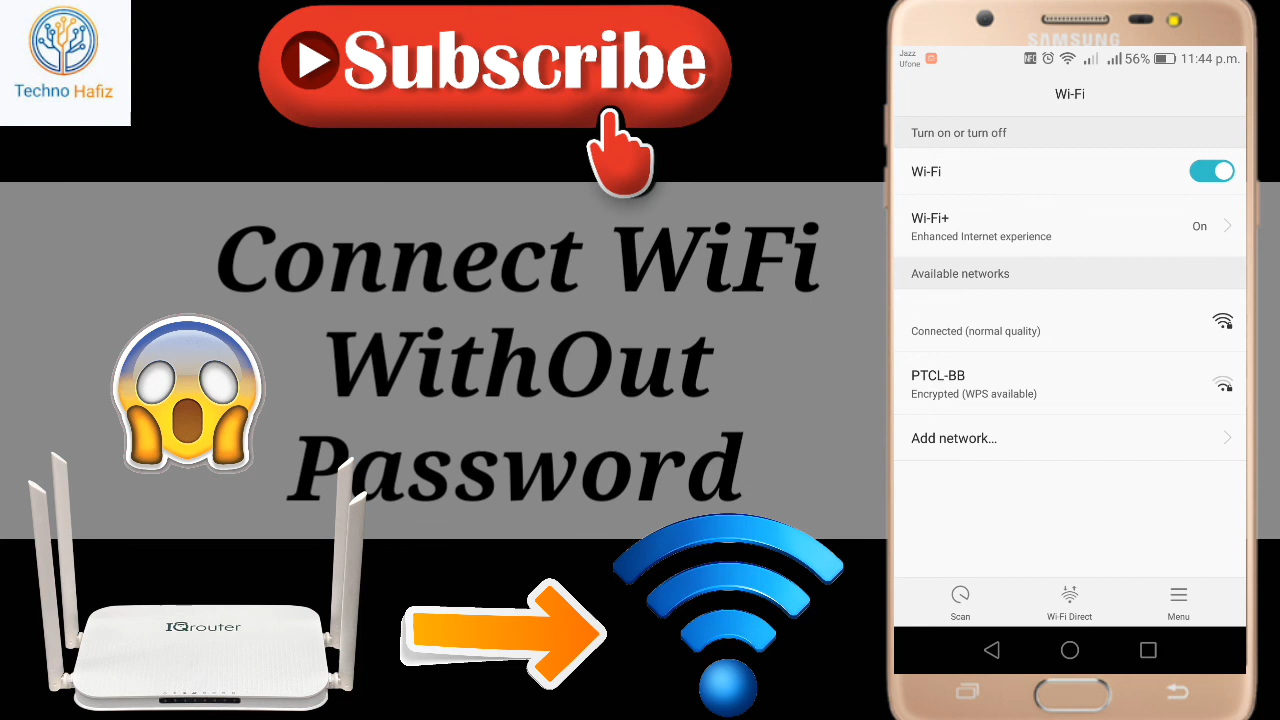 Techno Hafiz
Subscribe
Connect WiFi
WithOut
Password
IQrouter
SAMSUNG
Jazz
Ufone
NFC
56%
11:44 p.m.
Wi-Fi
Turn on or turn off
Wi-Fi
Wi-Fi+
On
Enhanced Internet experience
Available networks
Connected (normal quality)
PTCL-BB
Encrypted (WPS available)
Add network...
Scan
Wi-Fi Direct
Menu